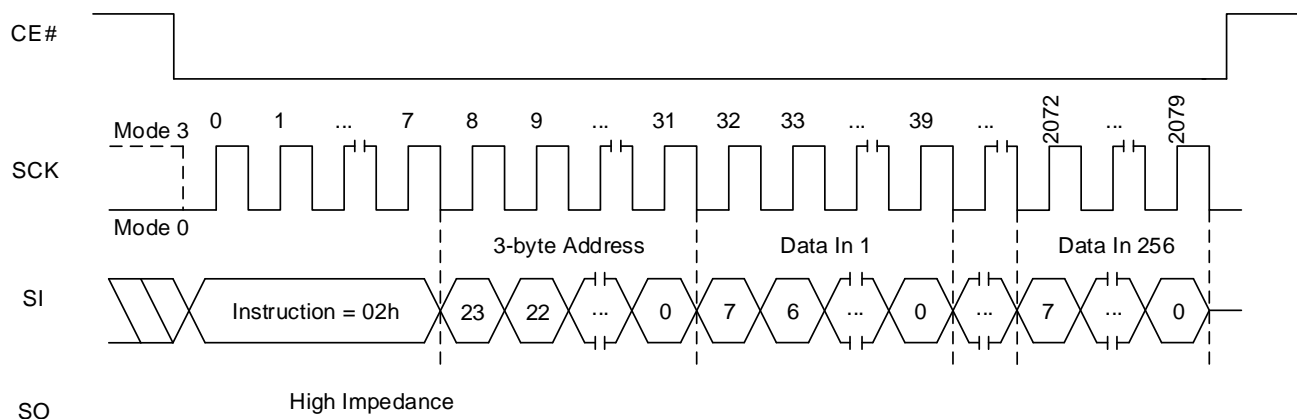 CE#
Mode 3 0 1 ... 7 8 9 ... 31 32 33 ... 39 ... 2072 ... 2079
SCK
Mode 0
3-byte Address Data In 1 Data In 256
SI Instruction = 02h 23 22 ... 0 7 6 ... 0 ... 7 ... 0
High Impedance
SO